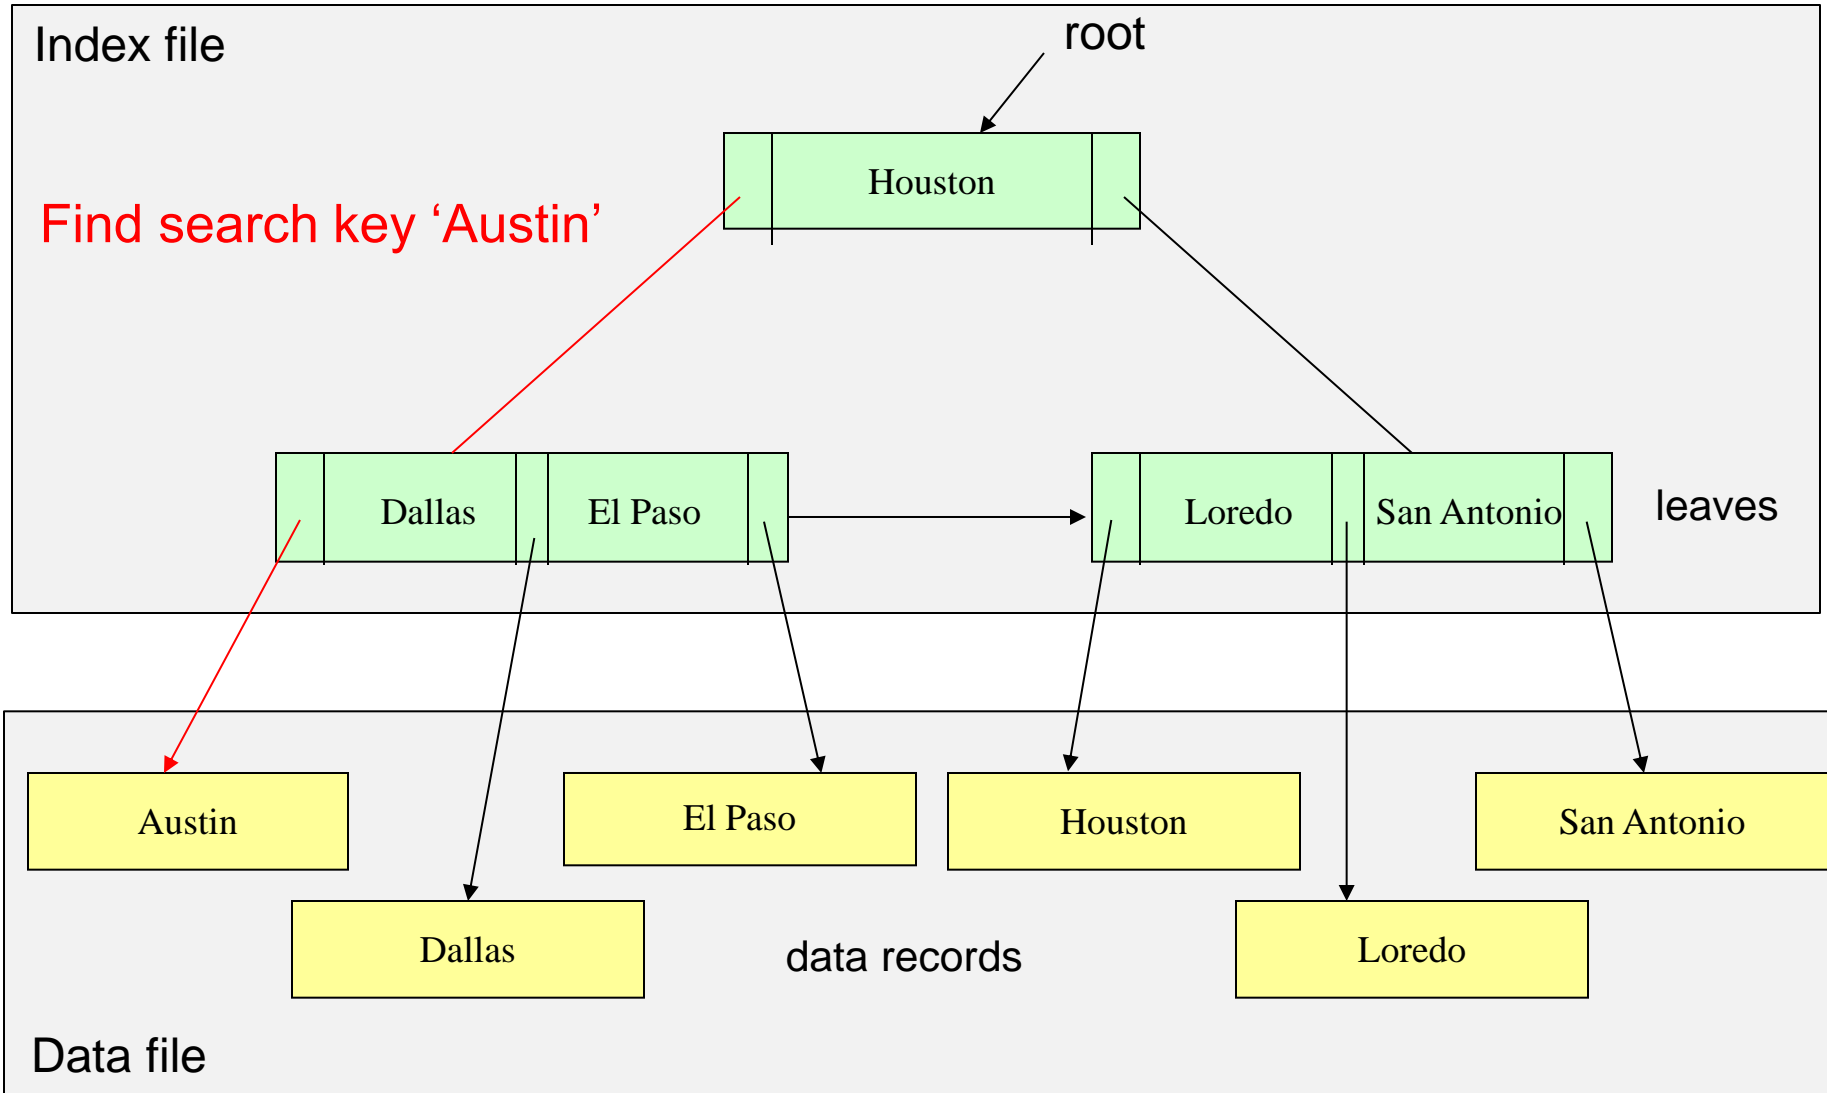 Index file
root
Houston
Find search key ‘Austin’
Dallas
El Paso
Loredo
San Antonio
leaves
Austin
El Paso
Houston
San Antonio
Dallas
data records
Loredo
Data file